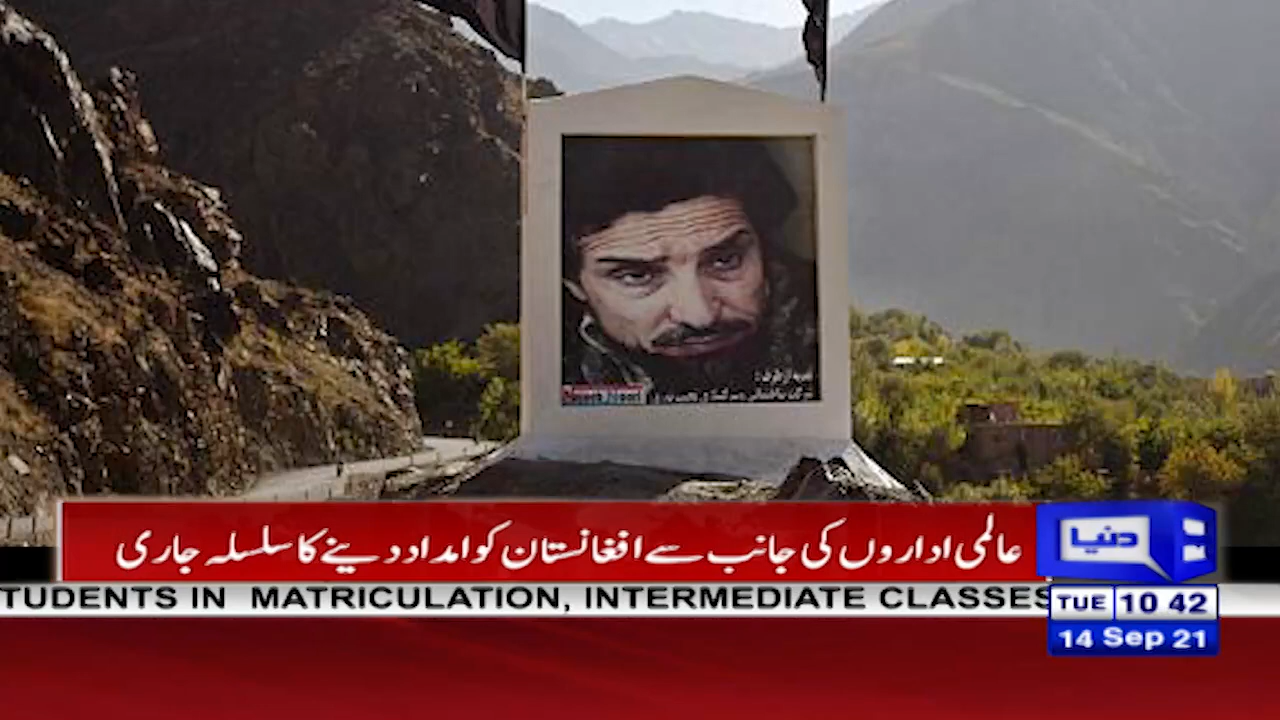 عالمی اداروں کی جانب سے افغانستان کو امداد دینے کا سلسلہ جاری
دنیا
TUDENTS IN MATRICULATION, INTERMEDIATE CLASSES
TUE 10 42
14 Sep 21